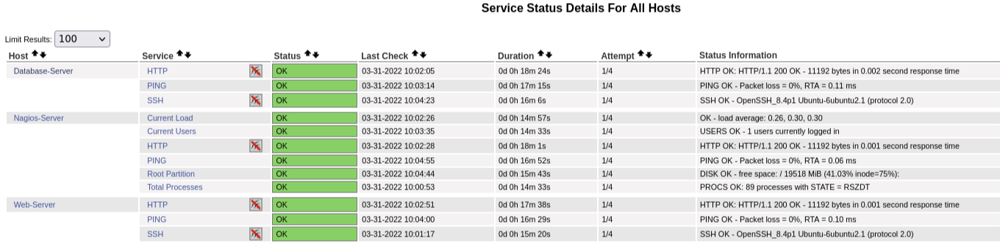 Service Status Details For All Hosts
Limit Results: 100
Host Service Status Last Check Duration Attempt Status Information
Database-Server HTTP OK 03-31-2022 10:02:05 0d 0h 18m 24s 1/4 HTTP OK: HTTP/1.1 200 OK - 11192 bytes in 0.002 second response time
PING OK 03-31-2022 10:03:14 0d 0h 17m 15s 1/4 PING OK - Packet loss = 0%, RTA = 0.11 ms
SSH OK 03-31-2022 10:04:23 0d 0h 16m 6s 1/4 SSH OK - OpenSSH_8.4p1 Ubuntu-6ubuntu2.1 (protocol 2.0)
Nagios-Server Current Load OK 03-31-2022 10:02:26 0d 0h 14m 57s 1/4 OK - load average: 0.26, 0.30, 0.30
Current Users OK 03-31-2022 10:03:35 0d 0h 14m 33s 1/4 USERS OK - 1 users currently logged in
HTTP OK 03-31-2022 10:02:28 0d 0h 18m 1s 1/4 HTTP OK: HTTP/1.1 200 OK - 11192 bytes in 0.001 second response time
PING OK 03-31-2022 10:04:55 0d 0h 16m 52s 1/4 PING OK - Packet loss = 0%, RTA = 0.06 ms
Root Partition OK 03-31-2022 10:04:44 0d 0h 15m 43s 1/4 DISK OK - free space: / 19518 MiB (41.03% inode=75%):
Total Processes OK 03-31-2022 10:00:53 0d 0h 14m 33s 1/4 PROCS OK: 89 processes with STATE = RSZDT
Web-Server HTTP OK 03-31-2022 10:02:51 0d 0h 17m 38s 1/4 HTTP OK: HTTP/1.1 200 OK - 11192 bytes in 0.001 second response time
PING OK 03-31-2022 10:04:00 0d 0h 16m 29s 1/4 PING OK - Packet loss = 0%, RTA = 0.10 ms
SSH OK 03-31-2022 10:01:17 0d 0h 15m 20s 1/4 SSH OK - OpenSSH_8.4p1 Ubuntu-6ubuntu2.1 (protocol 2.0)